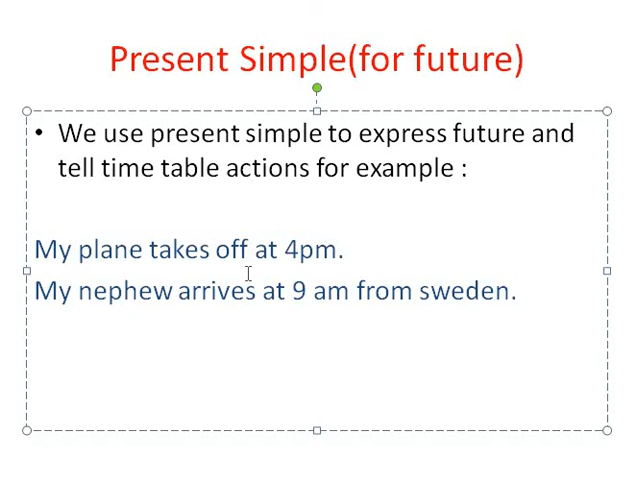 Present Simple(for future)
• We use present simple to express future and
tell time table actions for example :
My plane takes off at 4pm.
My nephew arrives at 9 am from sweden.